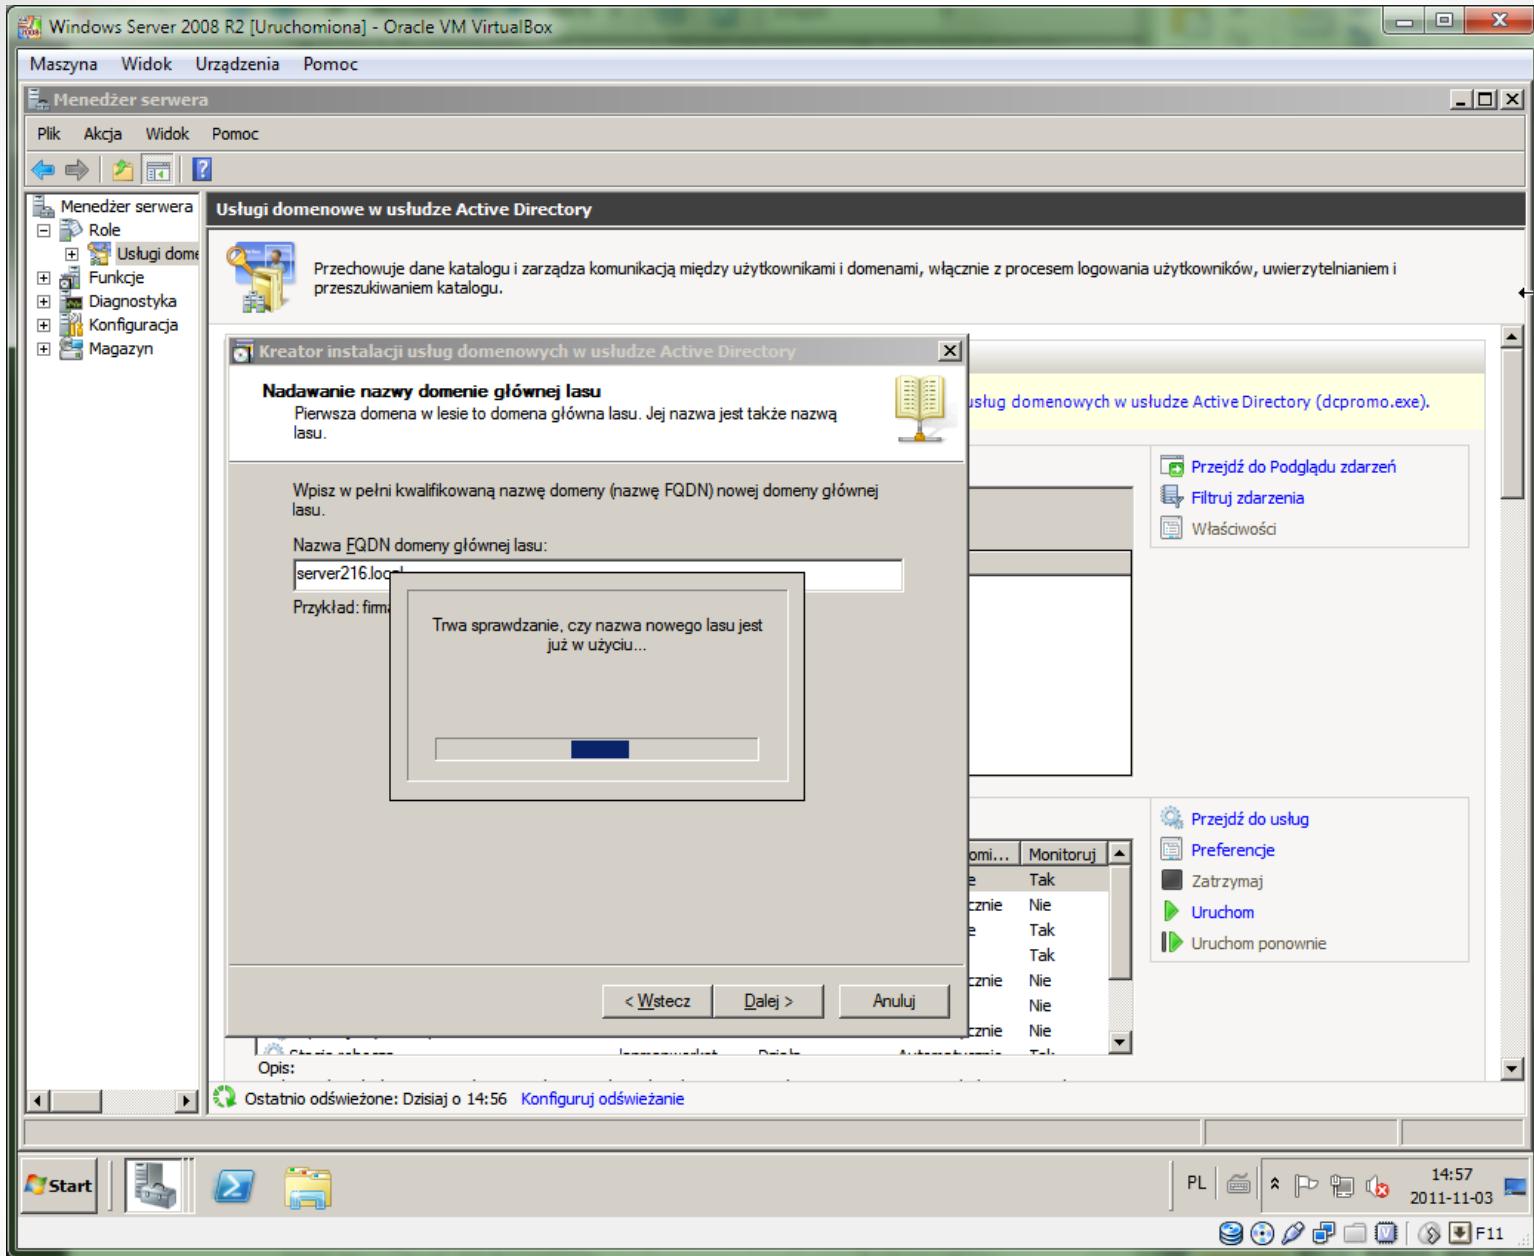 Windows Server 2008 R2 [Uruchomiona] - Oracle VM VirtualBox
Maszyna Widok Urządzenia Pomoc
Menedżer serwera
Plik Akcja Widok Pomoc
Menedżer serwera
Role
Usługi dome
Funkcje
Diagnostyka
Konfiguracja
Magazyn
Usługi domenowe w usłudze Active Directory
Przechowuje dane katalogu i zarządza komunikacją między użytkownikami i domenami, włącznie z procesem logowania użytkowników, uwierzytelnianiem i
przeszukiwaniem katalogu.
usług domenowych w usłudze Active Directory (dcpromo.exe).
Kreator instalacji usług domenowych w usłudze Active Directory
Nadawanie nazwy domenie głównej lasu
Pierwsza domena w lesie to domena główna lasu. Jej nazwa jest także nazwą
lasu.
Wpisz w pełni kwalifikowaną nazwę domeny (nazwę FQDN) nowej domeny głównej
lasu.
Nazwa FQDN domeny głównej lasu:
server216.local
Przykład: firma
Trwa sprawdzanie, czy nazwa nowego lasu jest
już w użyciu...
< Wstecz
Dalej >
Anuluj
Przejdź do Podglądu zdarzeń
Filtruj zdarzenia
Właściwości
Przejdź do usług
Preferencje
Zatrzymaj
Uruchom
Uruchom ponownie
omi... Monitoruj
e Tak
cznie Nie
e Tak
Tak
cznie Nie
Nie
cznie Nie
Opis:
Ostatnio odświeżone: Dzisiaj o 14:56 Konfiguruj odświeżanie
Start
PL
14:57
2011-11-03
F11